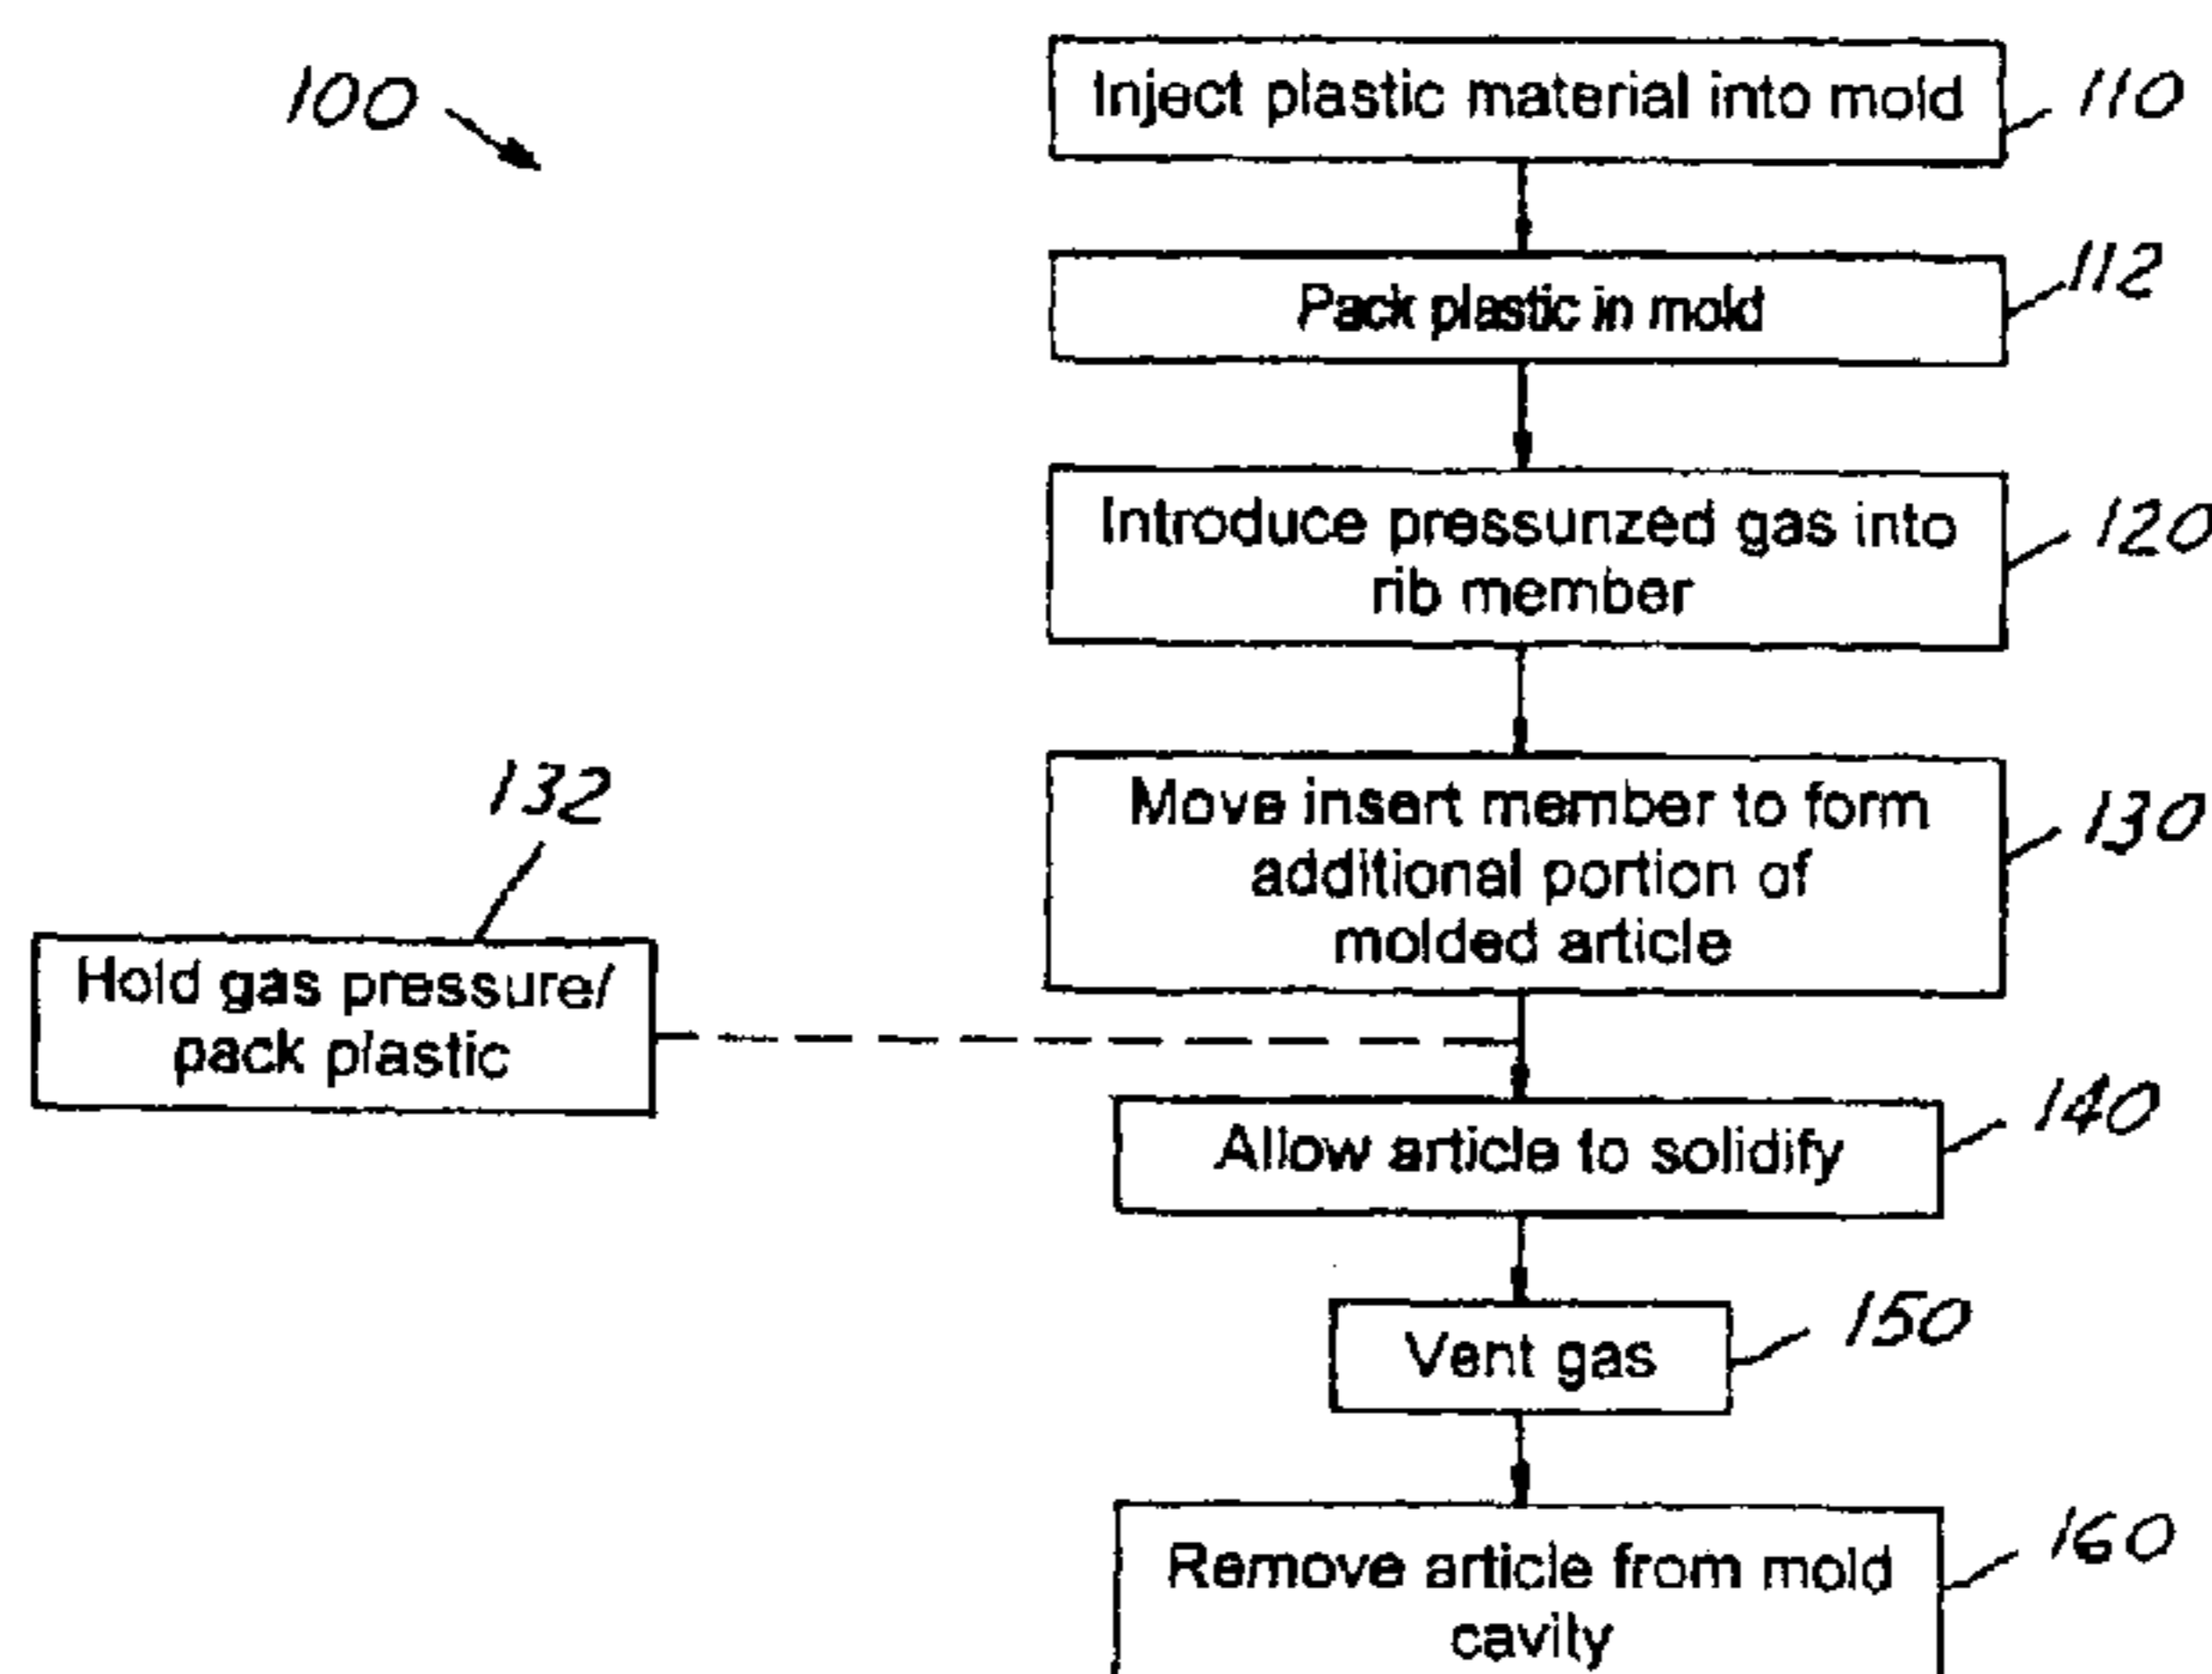 100
Inject plastic material into mold
110
Pack plastic in mold
112
Introduce pressunzed gas into
rib member
120
Move insert member to form
additional portion of
molded article
130
132
Hold gas pressure/
pack plastic
Allow article to solidify
140
Vent gas
150
Remove article from mold
cavity
160